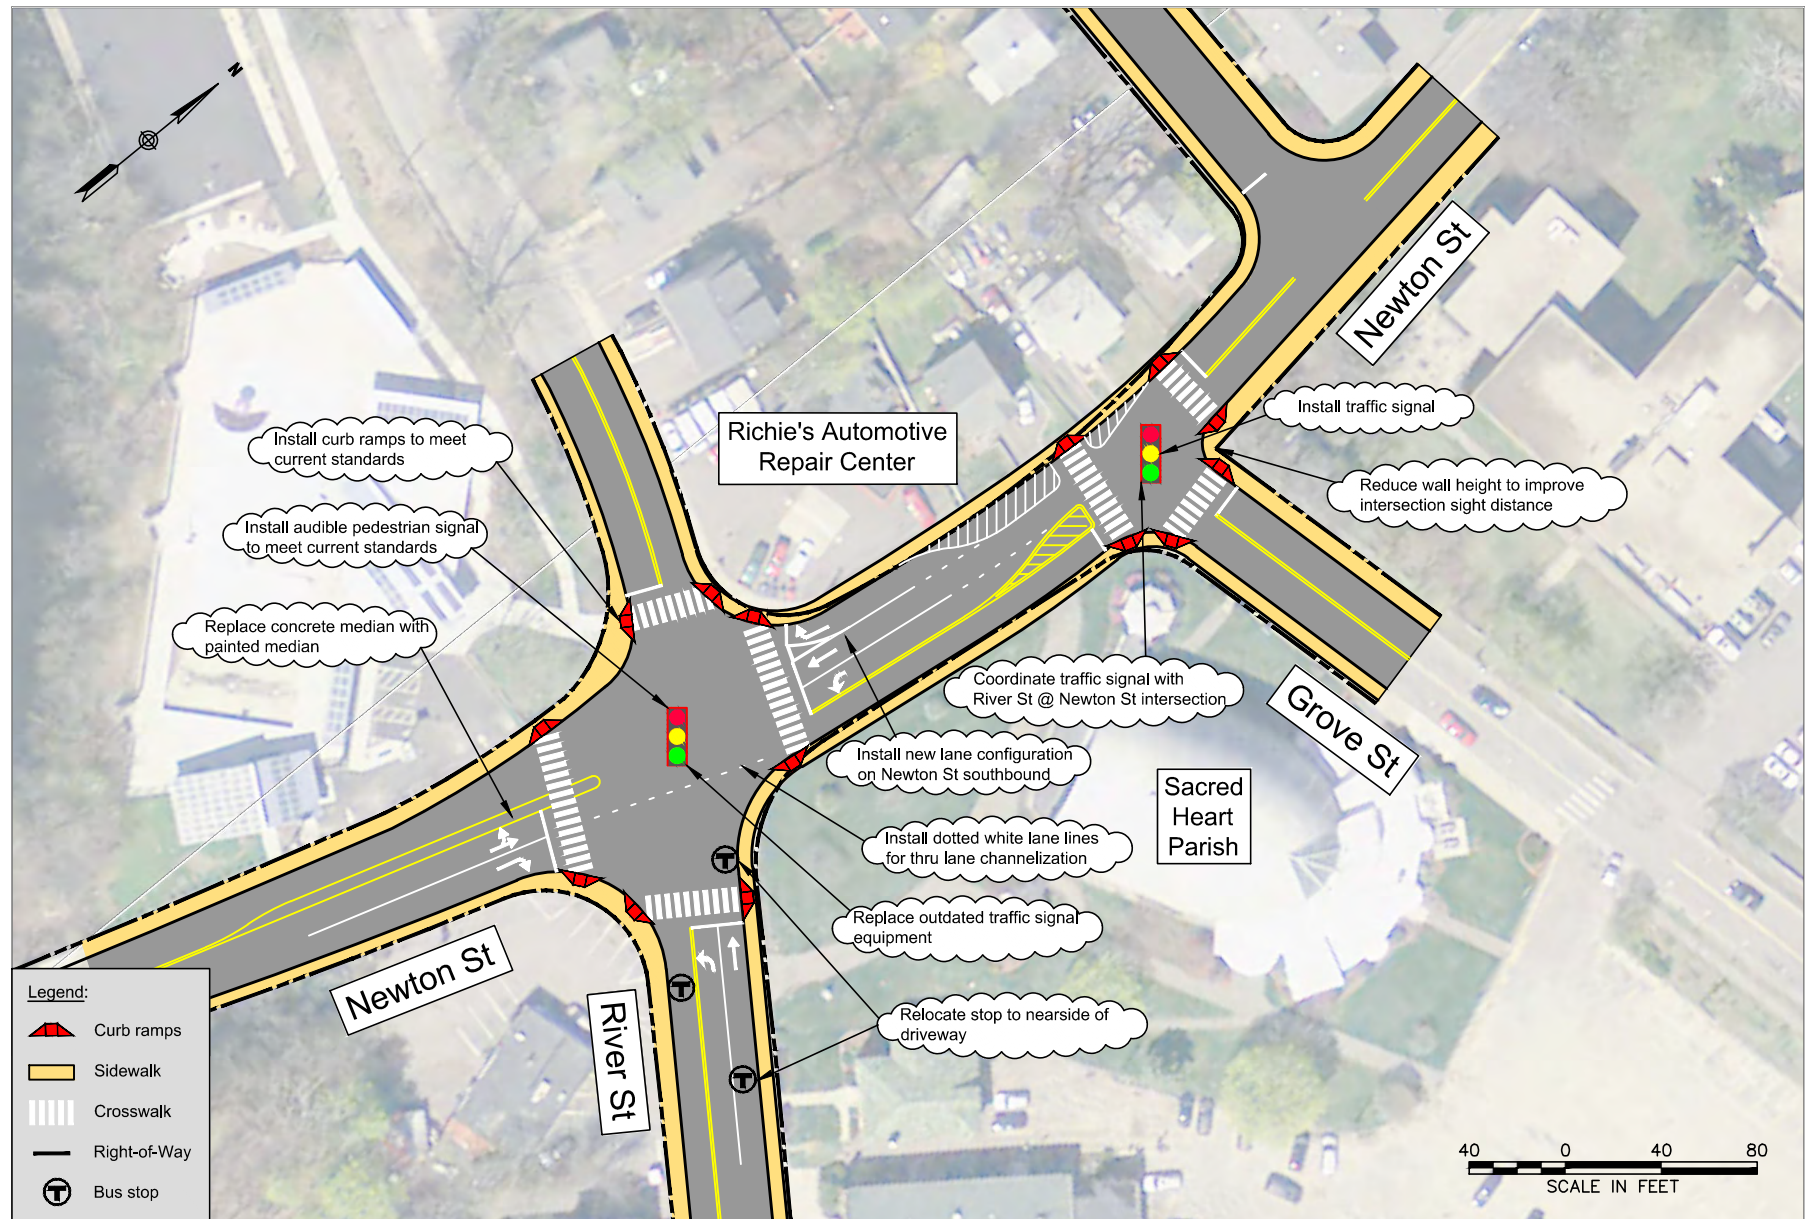 N
Newton St
Install traffic signal
Richie's Automotive
Repair Center
Install curb ramps to meet
current standards
Reduce wall height to improve
intersection sight distance
Install audible pedestrian signal
to meet current standards
Replace concrete median with
painted median
Coordinate traffic signal with
River St @ Newton St intersection
Grove St
Install new lane configuration
on Newton St southbound
Sacred
Heart
Parish
Install dotted white lane lines
for thru lane channelization
Replace outdated traffic signal
equipment
Newton St
River St
Relocate stop to nearside of
driveway
Legend:
Curb ramps
Sidewalk
Crosswalk
Right-of-Way
T Bus stop
T
T
T
40 0 40 80
SCALE IN FEET